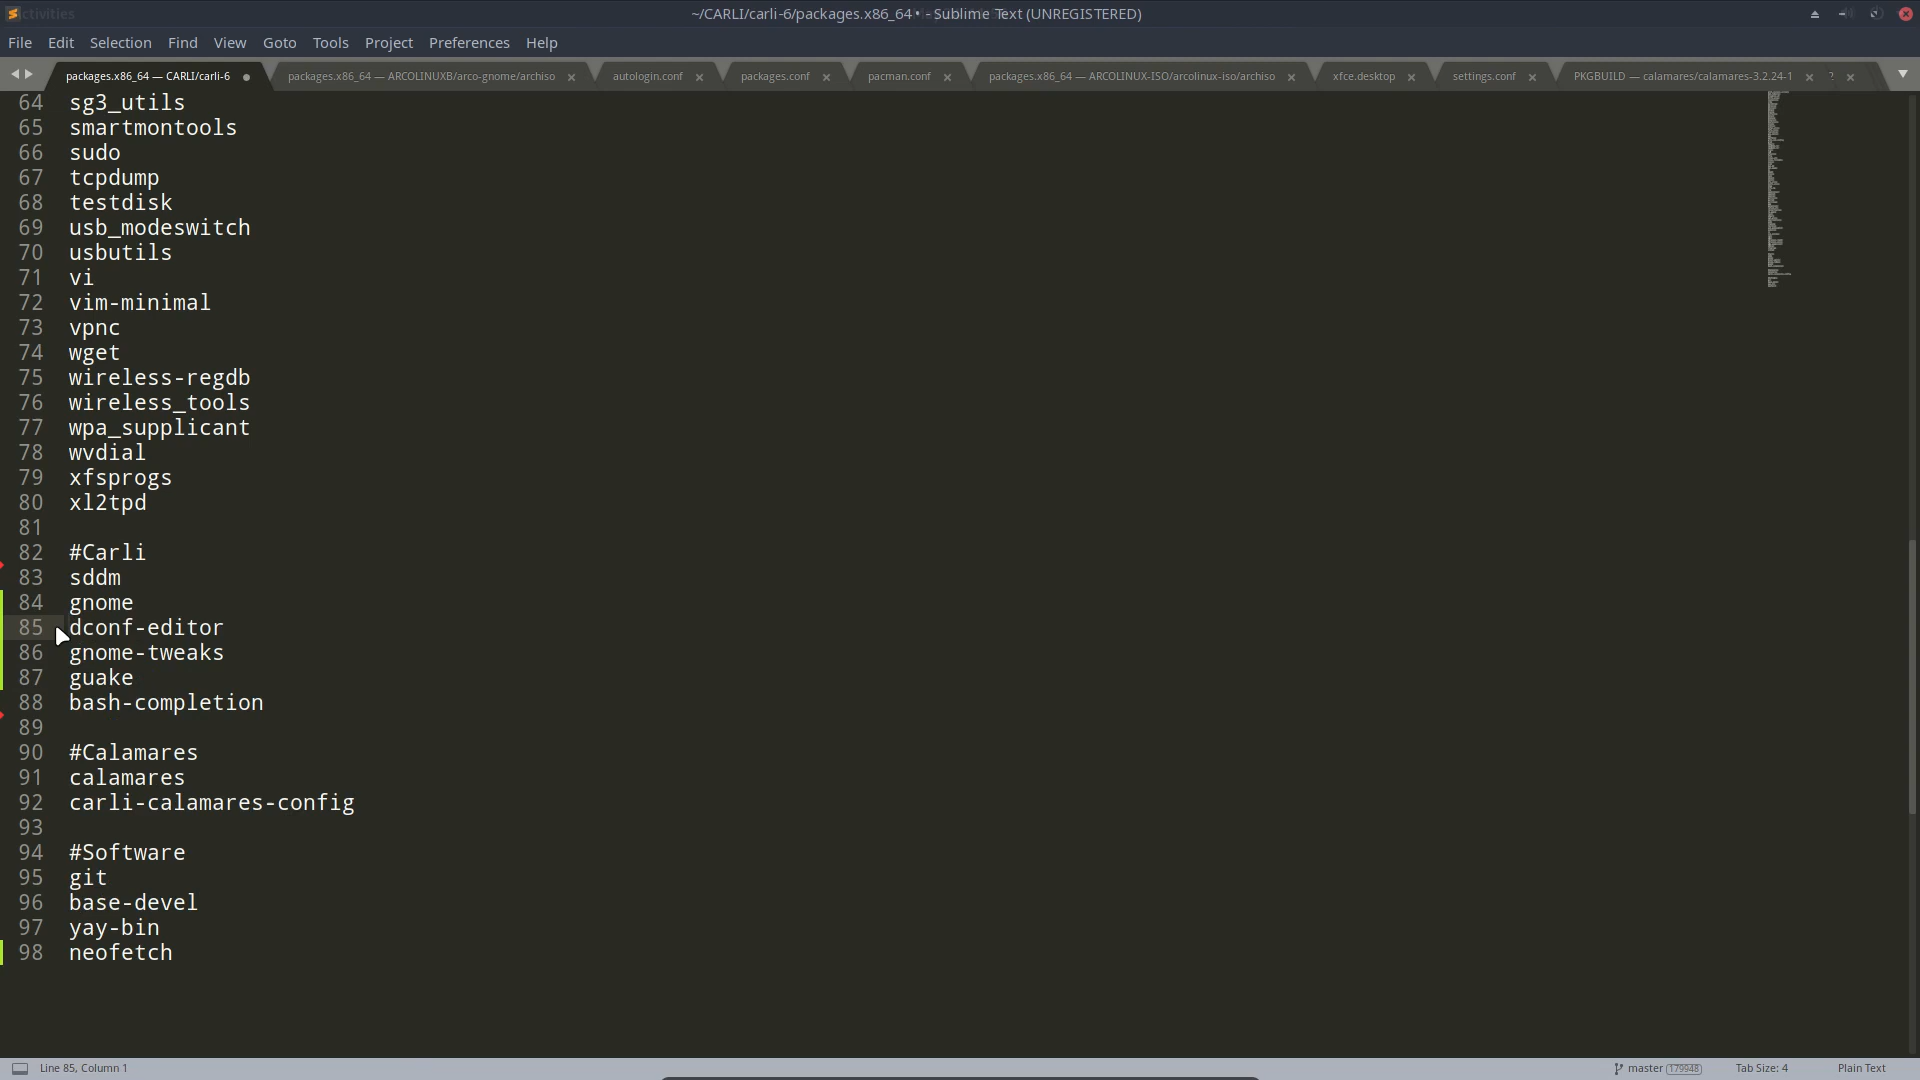 ~/CARLI/carli-6/packages.x86_64 • - Sublime Text (UNREGISTERED)
File Edit Selection Find View Goto Tools Project Preferences Help
packages.x86_64 — CARLI/carli-6
packages.x86_64 — ARCOLINUXB/arco-gnome/archiso
autologin.conf
packages.conf
pacman.conf
packages.x86_64 — ARCOLINUX-ISO/arcolinux-iso/archiso
xfce.desktop
settings.conf
PKGBUILD — calamares/calamares-3.2.24-1
64 sg3_utils
65 smartmontools
66 sudo
67 tcpdump
68 testdisk
69 usb_modeswitch
70 usbutils
71 vi
72 vim-minimal
73 vpnc
74 wget
75 wireless-regdb
76 wireless_tools
77 wpa_supplicant
78 wvdial
79 xfsprogs
80 xl2tpd
81
82 #Carli
83 sddm
84 gnome
85 dconf-editor
86 gnome-tweaks
87 guake
88 bash-completion
89
90 #Calamares
91 calamares
92 carli-calamares-config
93
94 #Software
95 git
96 base-devel
97 yay-bin
98 neofetch
Line 85, Column 1
master 179948
Tab Size: 4
Plain Text